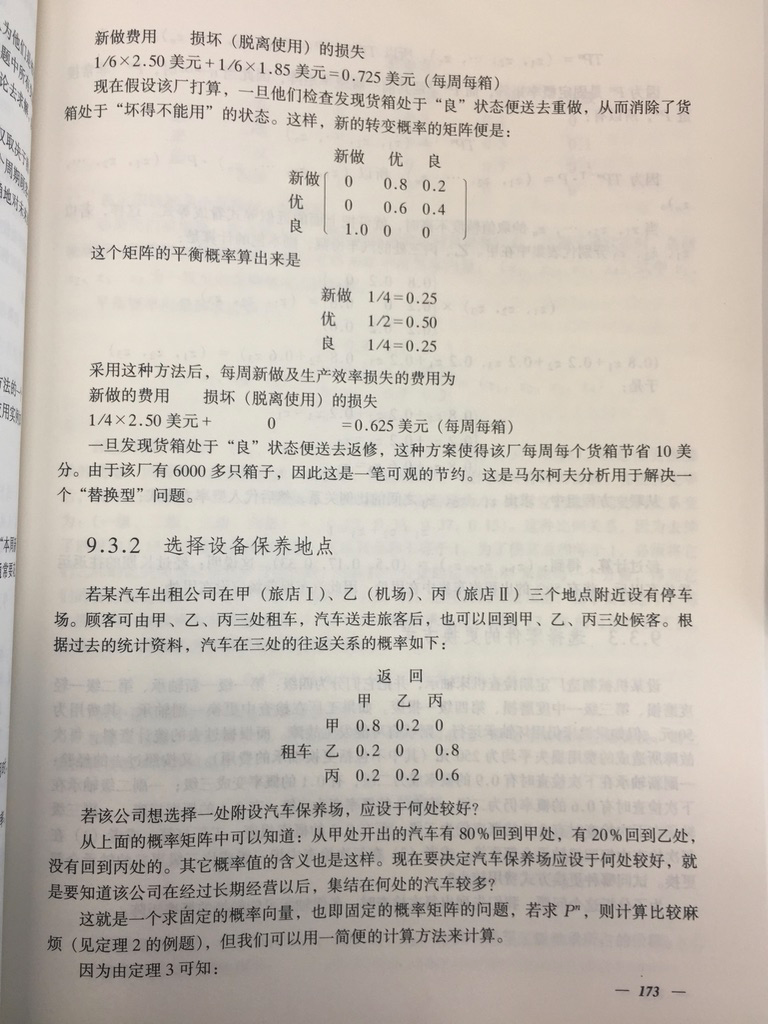 新做费用 损坏（脱离使用）的损失
1/6×2.50 美元＋1/6×1.85 美元＝0.725 美元（每周每箱）
现在假设该厂打算，一旦他们检查发现货箱处于“良”状态便送去重做，从而消除了货
箱处于“坏得不能用”的状态。这样，新的转变概率的矩阵便是：
新做 优 良
新做 0 0.8 0.2
优 0 0.6 0.4
良 1.0 0 0
这个矩阵的平衡概率算出来是
新做 1/4＝0.25
优 1/2＝0.50
良 1/4＝0.25
采用这种方法后，每周新做及生产效率损失的费用为
新做的费用 损坏（脱离使用）的损失
1/4×2.50 美元＋ 0 ＝0.625 美元（每周每箱）
一旦发现货箱处于“良”状态便送去返修，这种方案使得该厂每周每个货箱节省 10 美
分。由于该厂有 6000 多只箱子，因此这是一笔可观的节约。这是马尔柯夫分析用于解决一
个“替换型”问题。
9.3.2 选择设备保养地点
若某汽车出租公司在甲（旅店Ⅰ）、乙（机场）、丙（旅店Ⅱ）三个地点附近设有停车
场。顾客可由甲、乙、丙三处租车，汽车送走旅客后，也可以回到甲、乙、丙三处候客。根
据过去的统计资料，汽车在三处的往返关系的概率如下：
返 回
甲 乙 丙
甲 0.8 0.2 0
租车 乙 0.2 0 0.8
丙 0.2 0.2 0.6
若该公司想选择一处附设汽车保养场，应设于何处较好？
从上面的概率矩阵中可以知道：从甲处开出的汽车有 80％回到甲处，有 20％回到乙处，
没有回到丙处的。其它概率值的含义也是这样。现在要决定汽车保养场应设于何处较好，就
是要知道该公司在经过长期经营以后，集结在何处的汽车较多？
这就是一个求固定的概率向量，也即固定的概率矩阵的问题，若求 Pⁿ，则计算比较麻
烦（见定理 2 的例题），但我们可以用一简便的计算方法来计算。
因为由定理 3 可知：
— 173 —